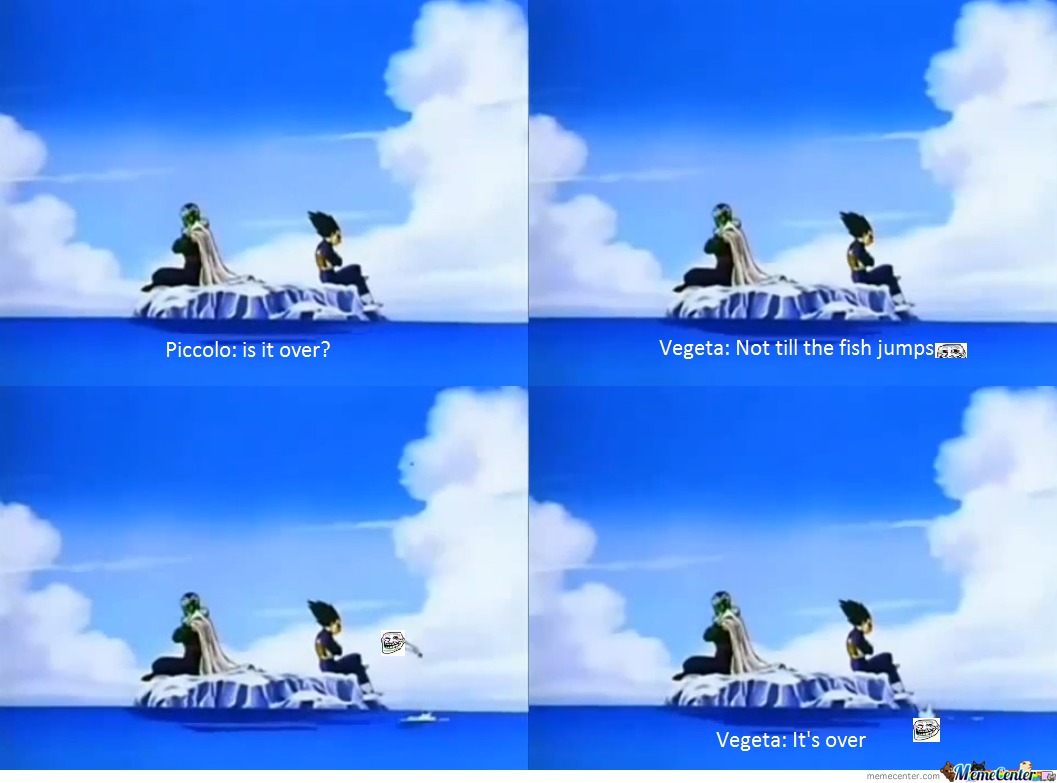 Piccolo: is it over?
Vegeta: Not till the fish jumps
Vegeta: It's over
memecenter.com
MemeCenter